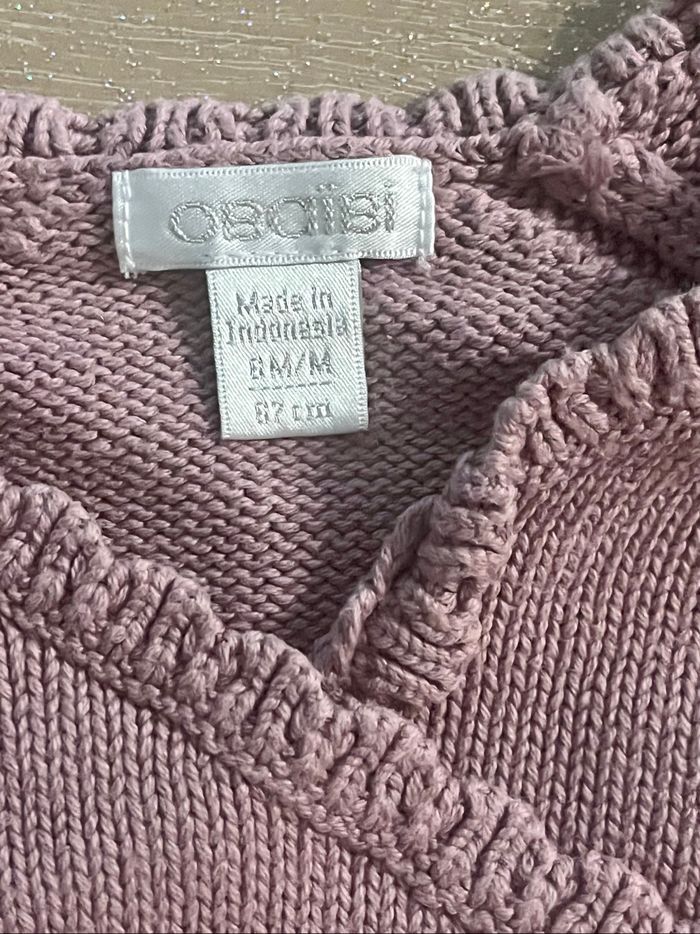 obaïbi
Made in
Indonesia
6M/M
67 cm